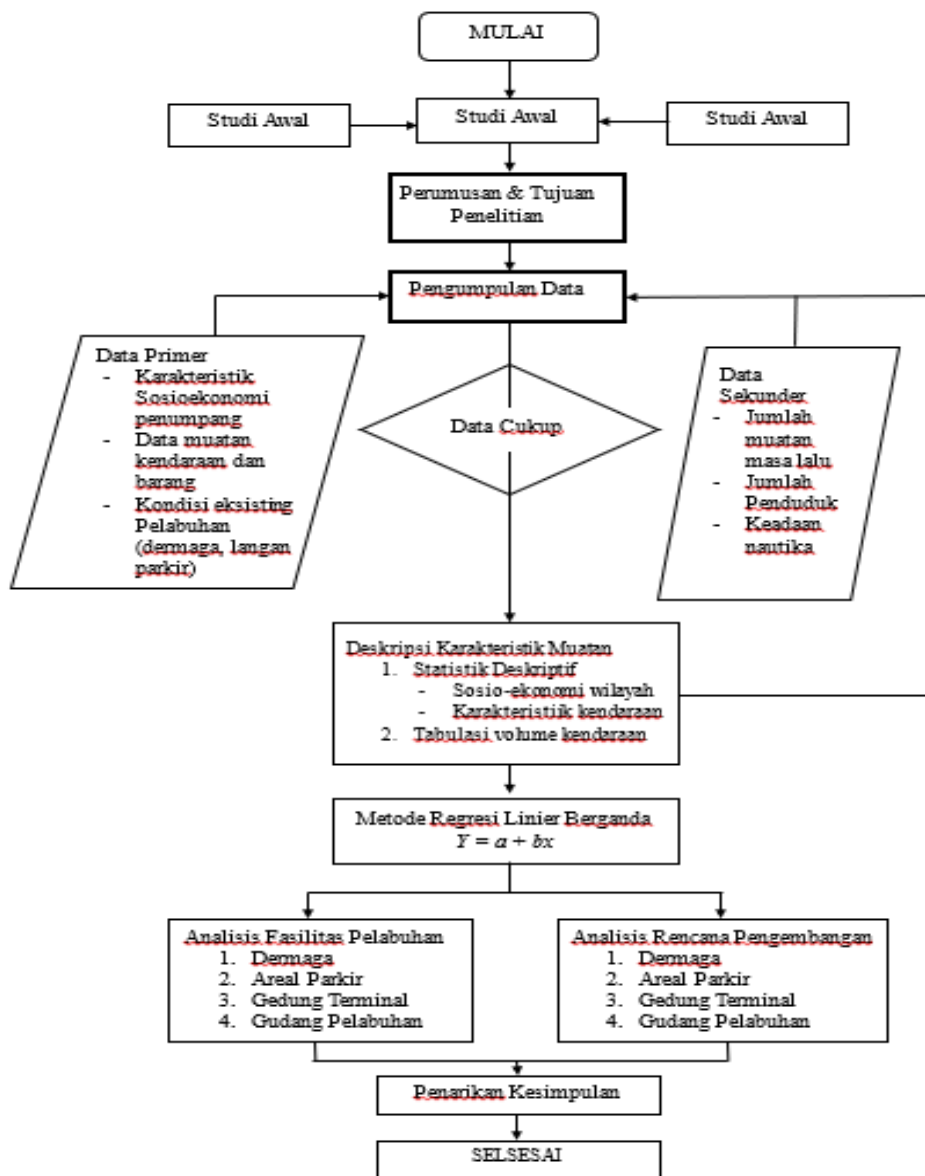 MULAI
Studi Awal
Studi Awal
Studi Awal
Perumusan & Tujuan
Penelitian
Pengumpulan Data
Data Primer
- Karakteristik
Sosioekonomi
penumpang
- Data muatan
kendaraan dan
barang
- Kondisi eksisting
Pelabuhan
(dermaga, langan
parkir)
Data Cukup
Data
Sekunder
- Jumlah
muatan
masa lalu
- Jumlah
Penduduk
- Keadaan
nautika
Deskripsi Karakteristik Muatan
1. Statistik Deskriptif
- Sosio-ekonomi wilayah
- Karakteristiik kendaraan
2. Tabulasi volume kendaraan
Metode Regresi Linier Berganda
Y = a + bx
Analisis Fasilitas Pelabuhan
1. Dermaga
2. Areal Parkir
3. Gedung Terminal
4. Gudang Pelabuhan
Analisis Rencana Pengembangan
1. Dermaga
2. Areal Parkir
3. Gedung Terminal
4. Gudang Pelabuhan
Penarikan Kesimpulan
SELSESAI